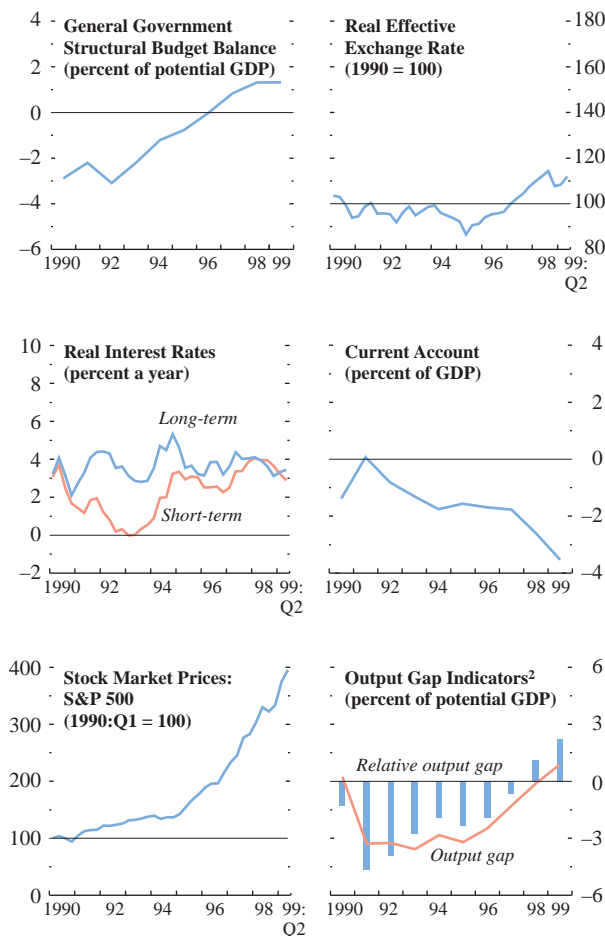 General Government
Structural Budget Balance
(percent of potential GDP)
4
2
0
–2
–4
–6
1990 92 94 96 98 99
Real Effective
Exchange Rate
(1990 = 100)
180
160
140
120
100
80
1990 92 94 96 98 99:
Q2
Real Interest Rates
(percent a year)
10
8
6
4
2
0
–2
Long-term
Short-term
1990 92 94 96 98 99:
Q2
Current Account
(percent of GDP)
4
2
0
–2
–4
1990 92 94 96 98 99
Stock Market Prices:
S&P 500
(1990:Q1 = 100)
400
300
200
100
0
1990 92 94 96 98 99:
Q2
Output Gap Indicators²
(percent of potential GDP)
6
3
0
–3
–6
Relative output gap
Output gap
1990 92 94 96 98 99